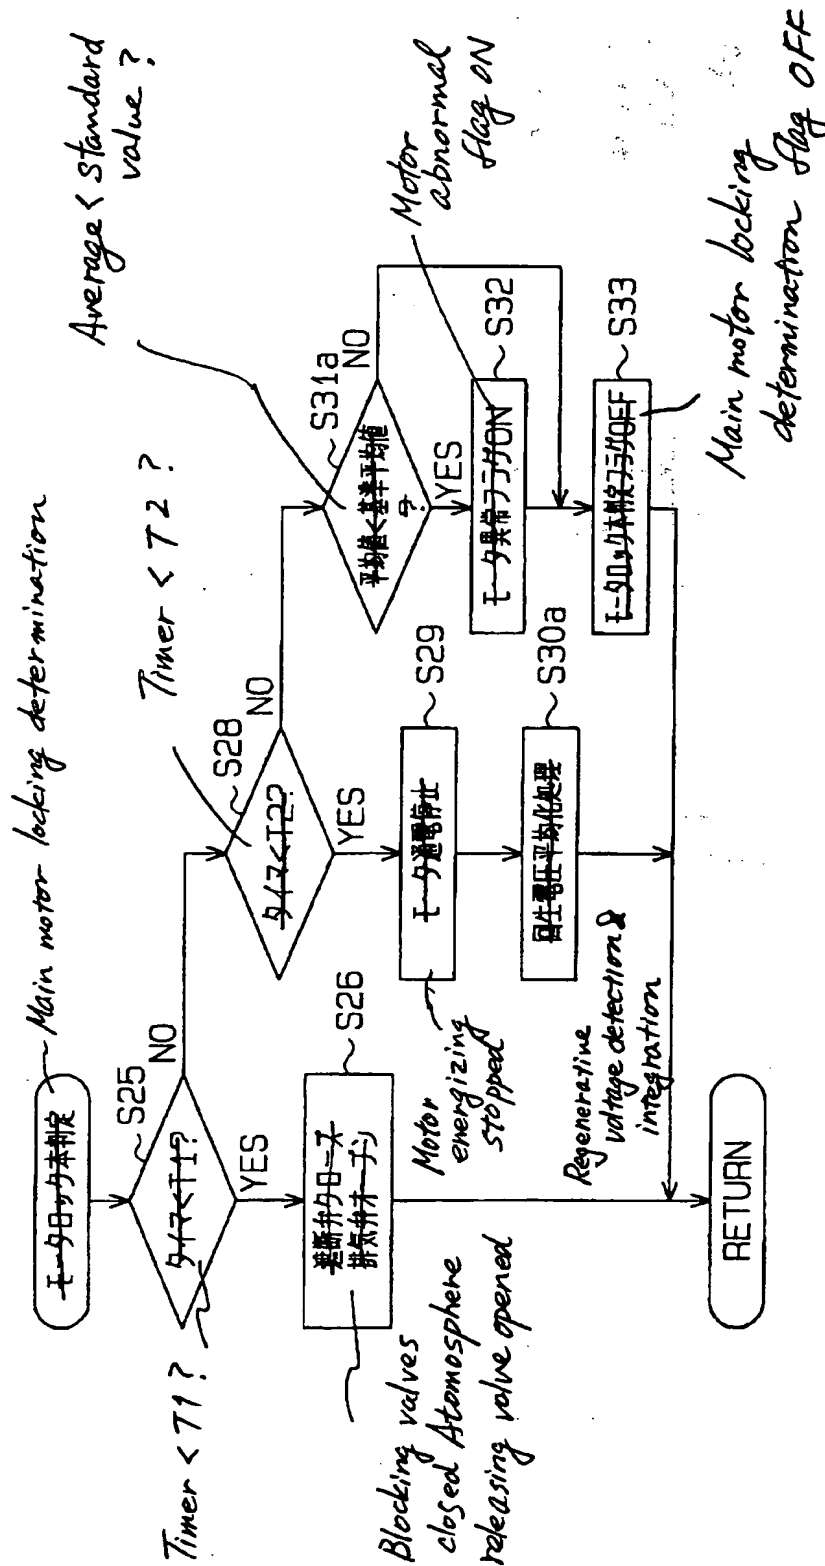 Main motor locking determination
モータロック本判定
S25
タイマ<T1?
Timer < T1 ?
NO
YES
S26
遮断弁クローズ
排気弁オープン
Blocking valves
closed Atomosphere
releasing valve opened
Timer < T2 ?
S28
タイマ<T2?
NO
YES
S29
モータ通電停止
Motor
energizing
stopped
S30a
回生電圧平均化処理
Regenerative
voltage detection &
integration
Average < standard
value ?
S31a
平均値<基準平均値
?
NO
YES
S32
モータ異常フラグON
Motor
abnormal
flag ON
S33
モータロック本判定フラグOFF
Main motor locking
determination flag OFF
RETURN